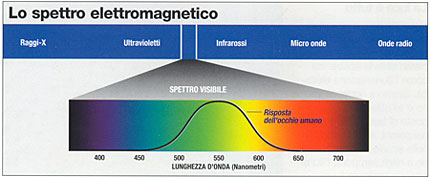 Lo spettro elettromagnetico
Raggi-X Ultravioletti Infrarossi Micro onde Onde radio
SPETTRO VISIBILE
Risposta
dell'occhio umano
400 450 500 550 600 650 700
LUNGHEZZA D'ONDA (Nanometri)